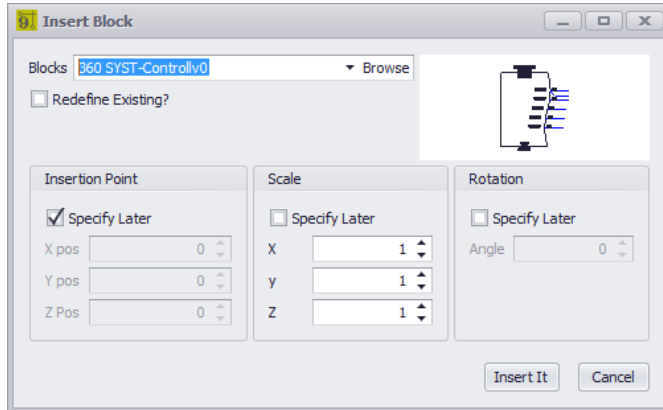 9 Insert Block
Blocks 360 SYST-Controllv0 Browse
Redefine Existing?
Insertion Point
Specify Later
X pos 0
Y pos 0
Z Pos 0
Scale
Specify Later
X 1
y 1
Z 1
Rotation
Specify Later
Angle 0
Insert It Cancel